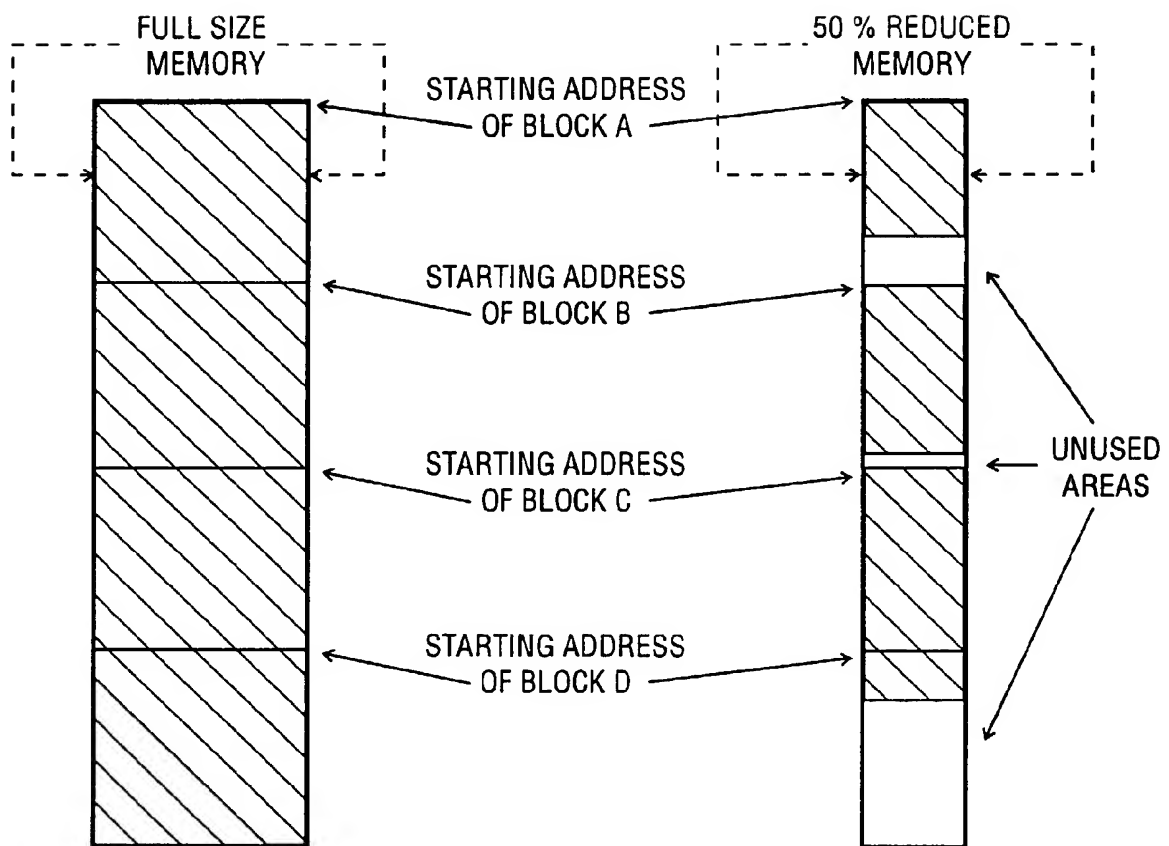 FULL SIZE
MEMORY
50 % REDUCED
MEMORY
STARTING ADDRESS
OF BLOCK A
STARTING ADDRESS
OF BLOCK B
STARTING ADDRESS
OF BLOCK C
UNUSED
AREAS
STARTING ADDRESS
OF BLOCK D